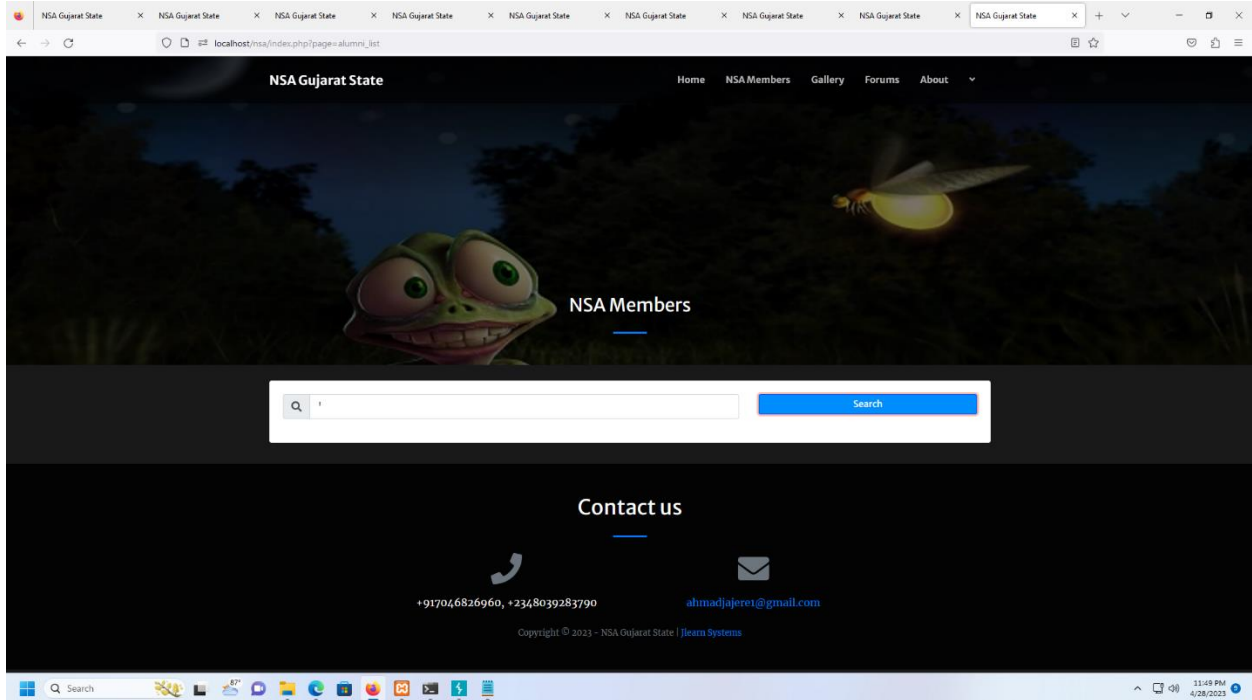 NSA Gujarat State × NSA Gujarat State × NSA Gujarat State × NSA Gujarat State × NSA Gujarat State × NSA Gujarat State × NSA Gujarat State × NSA Gujarat State × NSA Gujarat State ×
localhost/nsa/index.php?page=alumni_list
NSA Gujarat State Home NSA Members Gallery Forums About
NSA Members
' Search
Contact us
+917046826960, +2348039283790 ahmadjajere1@gmail.com
Copyright © 2023 - NSA Gujarat State | Jlearn Systems
Search 87° 11:49 PM
4/28/2023